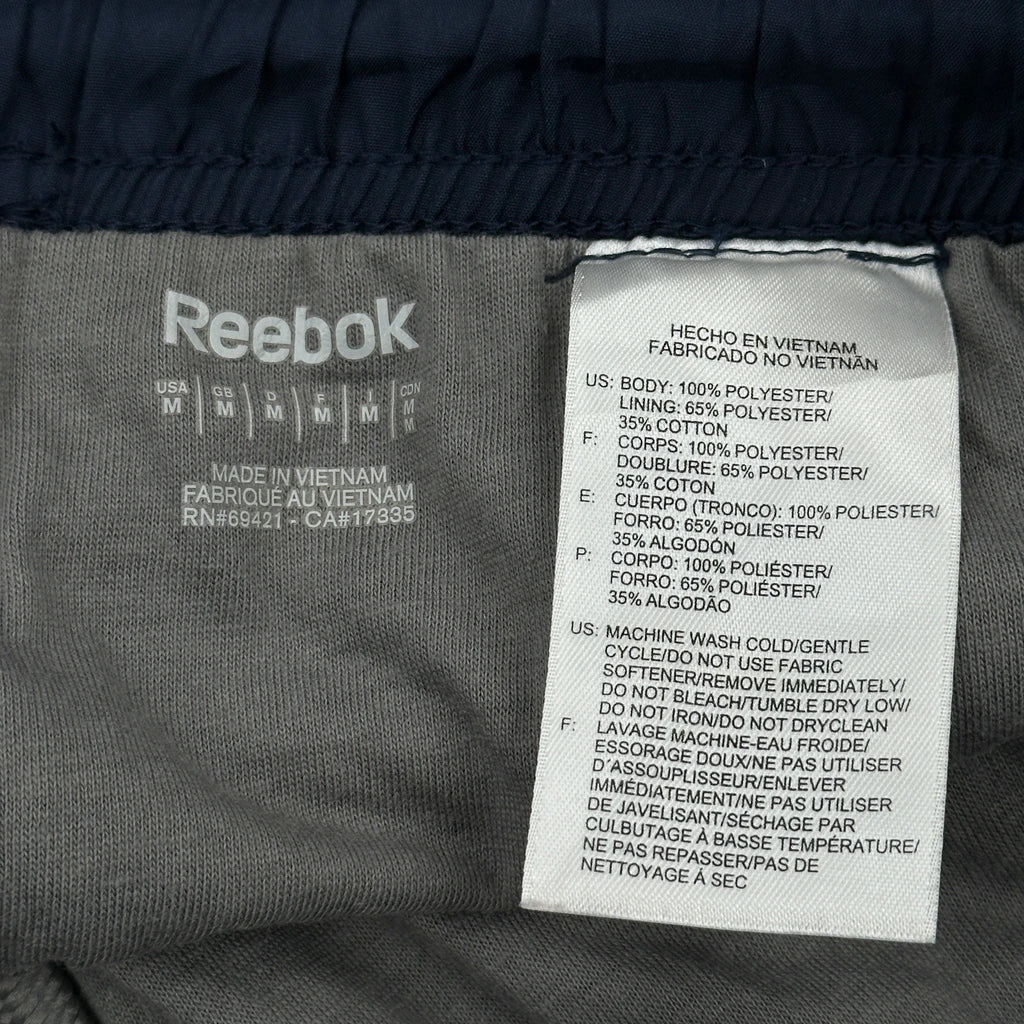 Reebok
USA GB D F I CDN
M M M M M M
M
MADE IN VIETNAM
FABRIQUÉ AU VIETNAM
RN#69421 - CA#17335
HECHO EN VIETNAM
FABRICADO NO VIETNÃN
US: BODY: 100% POLYESTER/
LINING: 65% POLYESTER/
35% COTTON
F: CORPS: 100% POLYESTER/
DOUBLURE: 65% POLYESTER/
35% COTON
E: CUERPO (TRONCO): 100% POLIESTER/
FORRO: 65% POLIESTER/
35% ALGODÓN
P: CORPO: 100% POLIÉSTER/
FORRO: 65% POLIÉSTER/
35% ALGODÃO
US: MACHINE WASH COLD/GENTLE
CYCLE/DO NOT USE FABRIC
SOFTENER/REMOVE IMMEDIATELY/
DO NOT BLEACH/TUMBLE DRY LOW/
DO NOT IRON/DO NOT DRYCLEAN
F: LAVAGE MACHINE-EAU FROIDE/
ESSORAGE DOUX/NE PAS UTILISER
D´ASSOUPLISSEUR/ENLEVER
IMMÉDIATEMENT/NE PAS UTILISER
DE JAVELISANT/SÉCHAGE PAR
CULBUTAGE À BASSE TEMPÉRATURE/
NE PAS REPASSER/PAS DE
NETTOYAGE À SEC